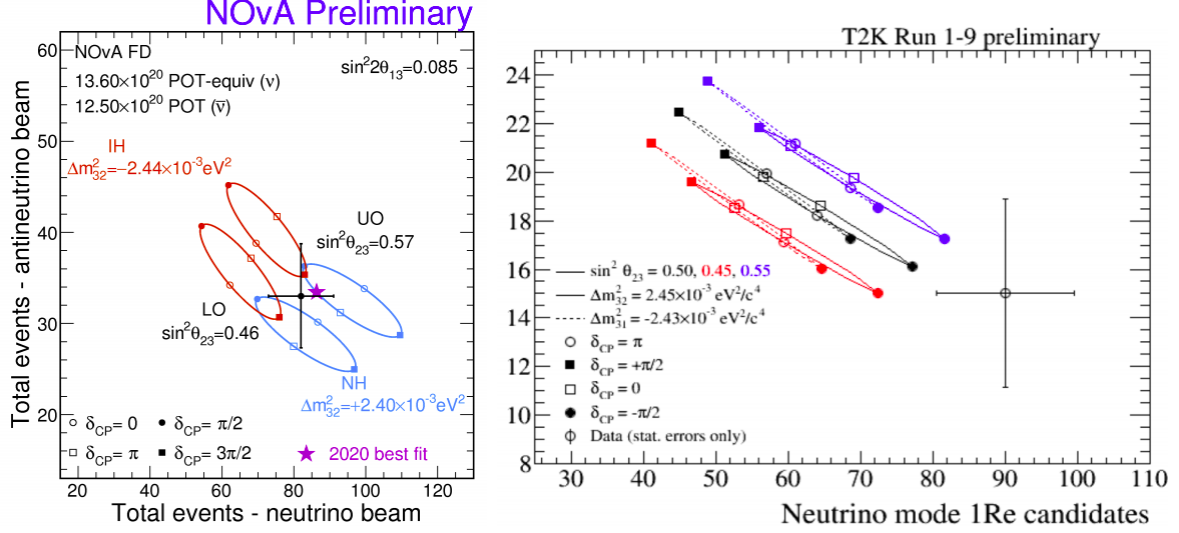 NOvA Preliminary
NOvA FD
sin²2θ₁₃=0.085
13.60×10²⁰ POT-equiv (ν)
12.50×10²⁰ POT (ν̅)
IH
Δm²₃₂=−2.44×10⁻³eV²
UO
sin²θ₂₃=0.57
LO
sin²θ₂₃=0.46
NH
Δm²₃₂=+2.40×10⁻³eV²
δCP= 0
δCP= π/2
δCP= π
δCP= 3π/2
2020 best fit
60
50
40
30
20
20 40 60 80 100 120
Total events - antineutrino beam
Total events - neutrino beam
T2K Run 1-9 preliminary
24
22
20
18
16
14
12
10
8
sin² θ₂₃ = 0.50, 0.45, 0.55
Δm²₃₂ = 2.45×10⁻³ eV²/c⁴
Δm²₃₁ = -2.43×10⁻³ eV²/c⁴
δCP = π
δCP = +π/2
δCP = 0
δCP = -π/2
Data (stat. errors only)
30 40 50 60 70 80 90 100 110
Neutrino mode 1Re candidates